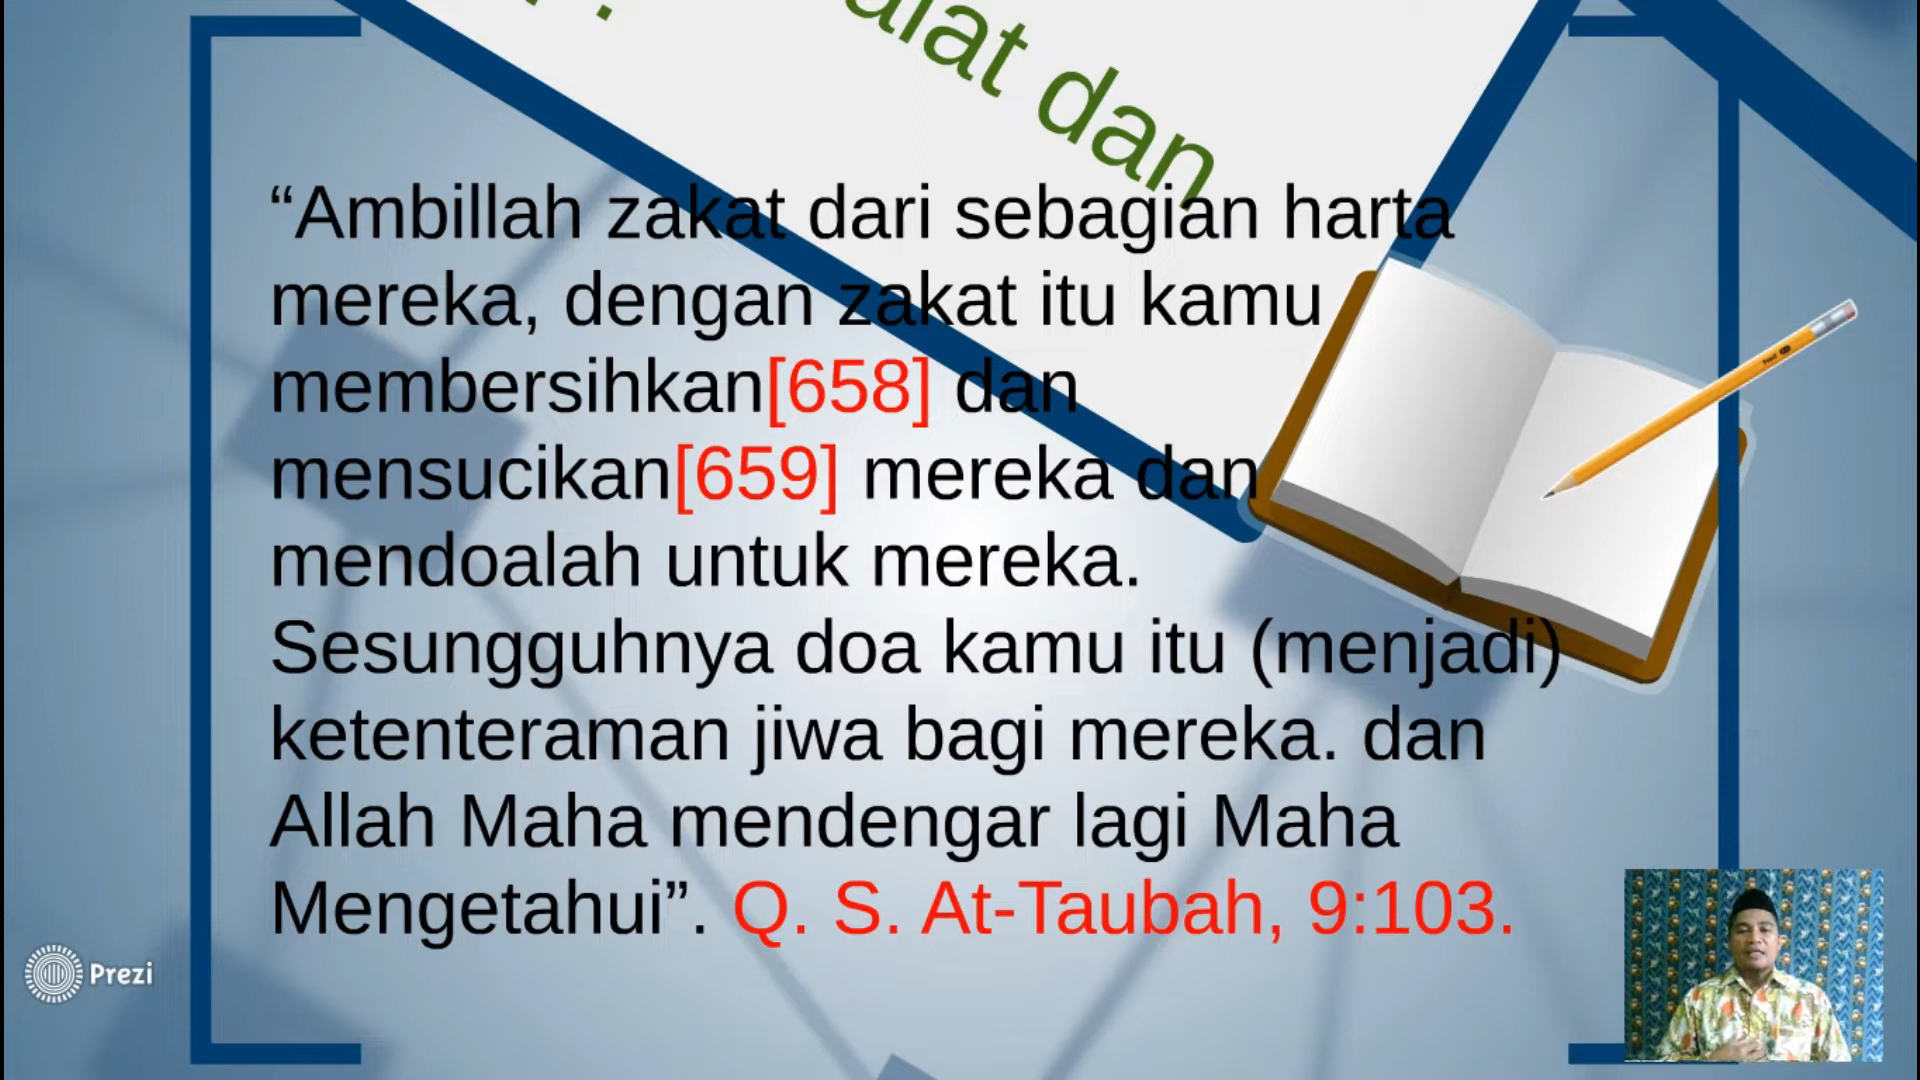 dan
“Ambillah zakat dari sebagian harta
mereka, dengan zakat itu kamu
membersihkan[658] dan
mensucikan[659] mereka dan
mendoalah untuk mereka.
Sesungguhnya doa kamu itu (menjadi)
ketenteraman jiwa bagi mereka. dan
Allah Maha mendengar lagi Maha
Mengetahui”. Q. S. At-Taubah, 9:103.
Prezi